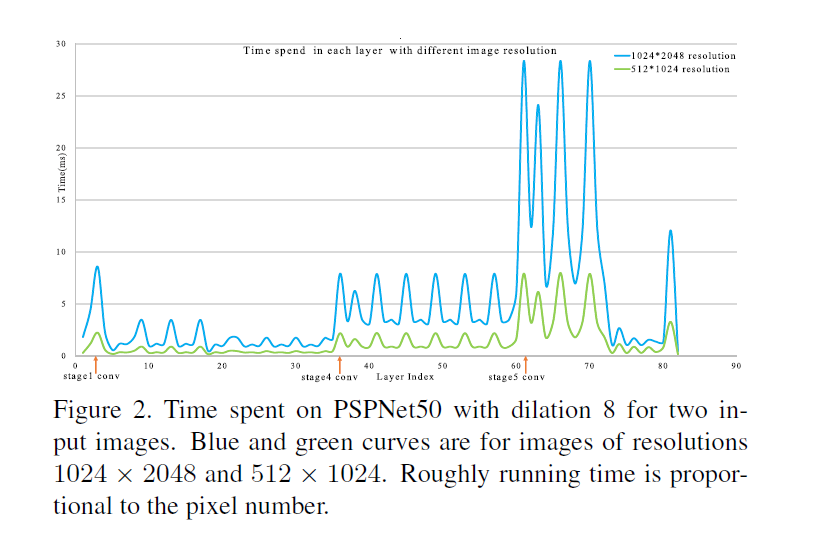 Time spend in each layer with different image resolution
1024*2048 resolution
512*1024 resolution
30
25
20
15
10
5
0
Time(ms)
0 10 20 30 40 50 60 70 80 90
stage1 conv stage4 conv Layer Index stage5 conv
Figure 2. Time spent on PSPNet50 with dilation 8 for two in-
put images. Blue and green curves are for images of resolutions
1024 × 2048 and 512 × 1024. Roughly running time is propor-
tional to the pixel number.